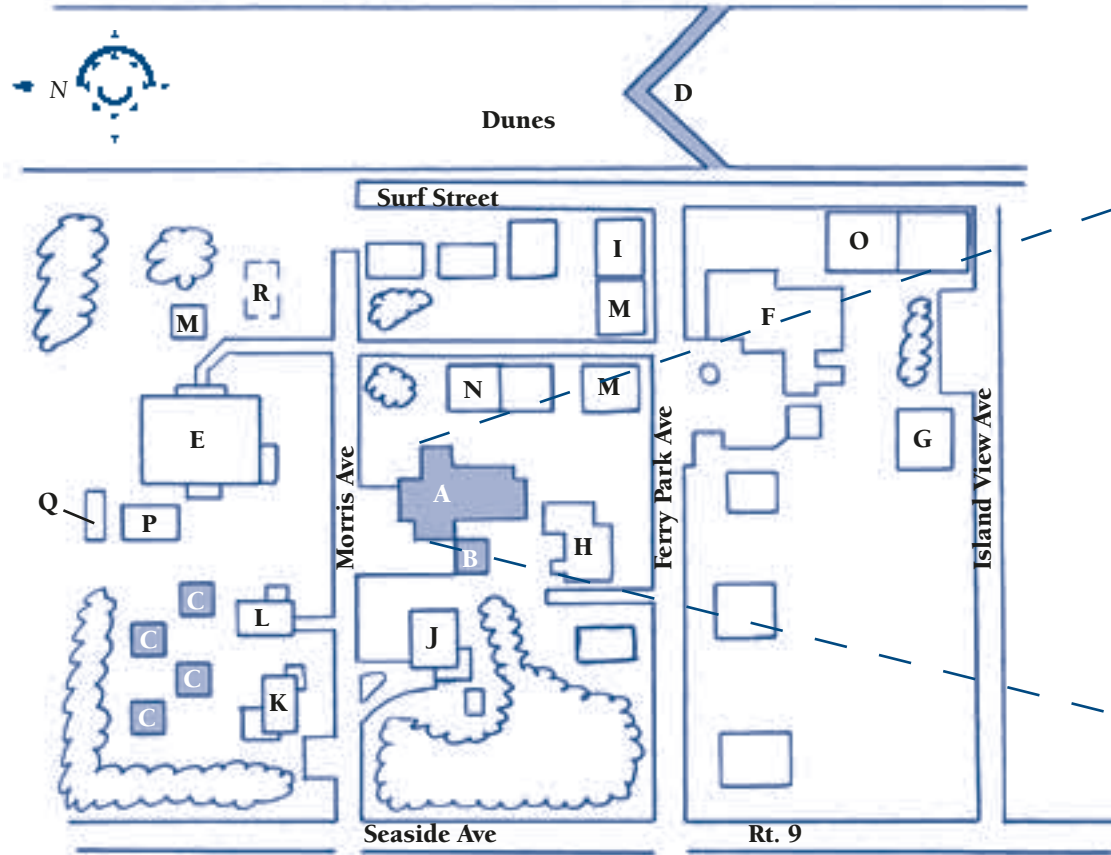 N
D
Dunes
Surf Street
I
O
R
M
M
F
N
M
E
G
A
Q
P
Morris Ave
Ferry Park Ave
Island View Ave
B
H
C
L
C
J
C
K
C
Seaside Ave
Rt. 9